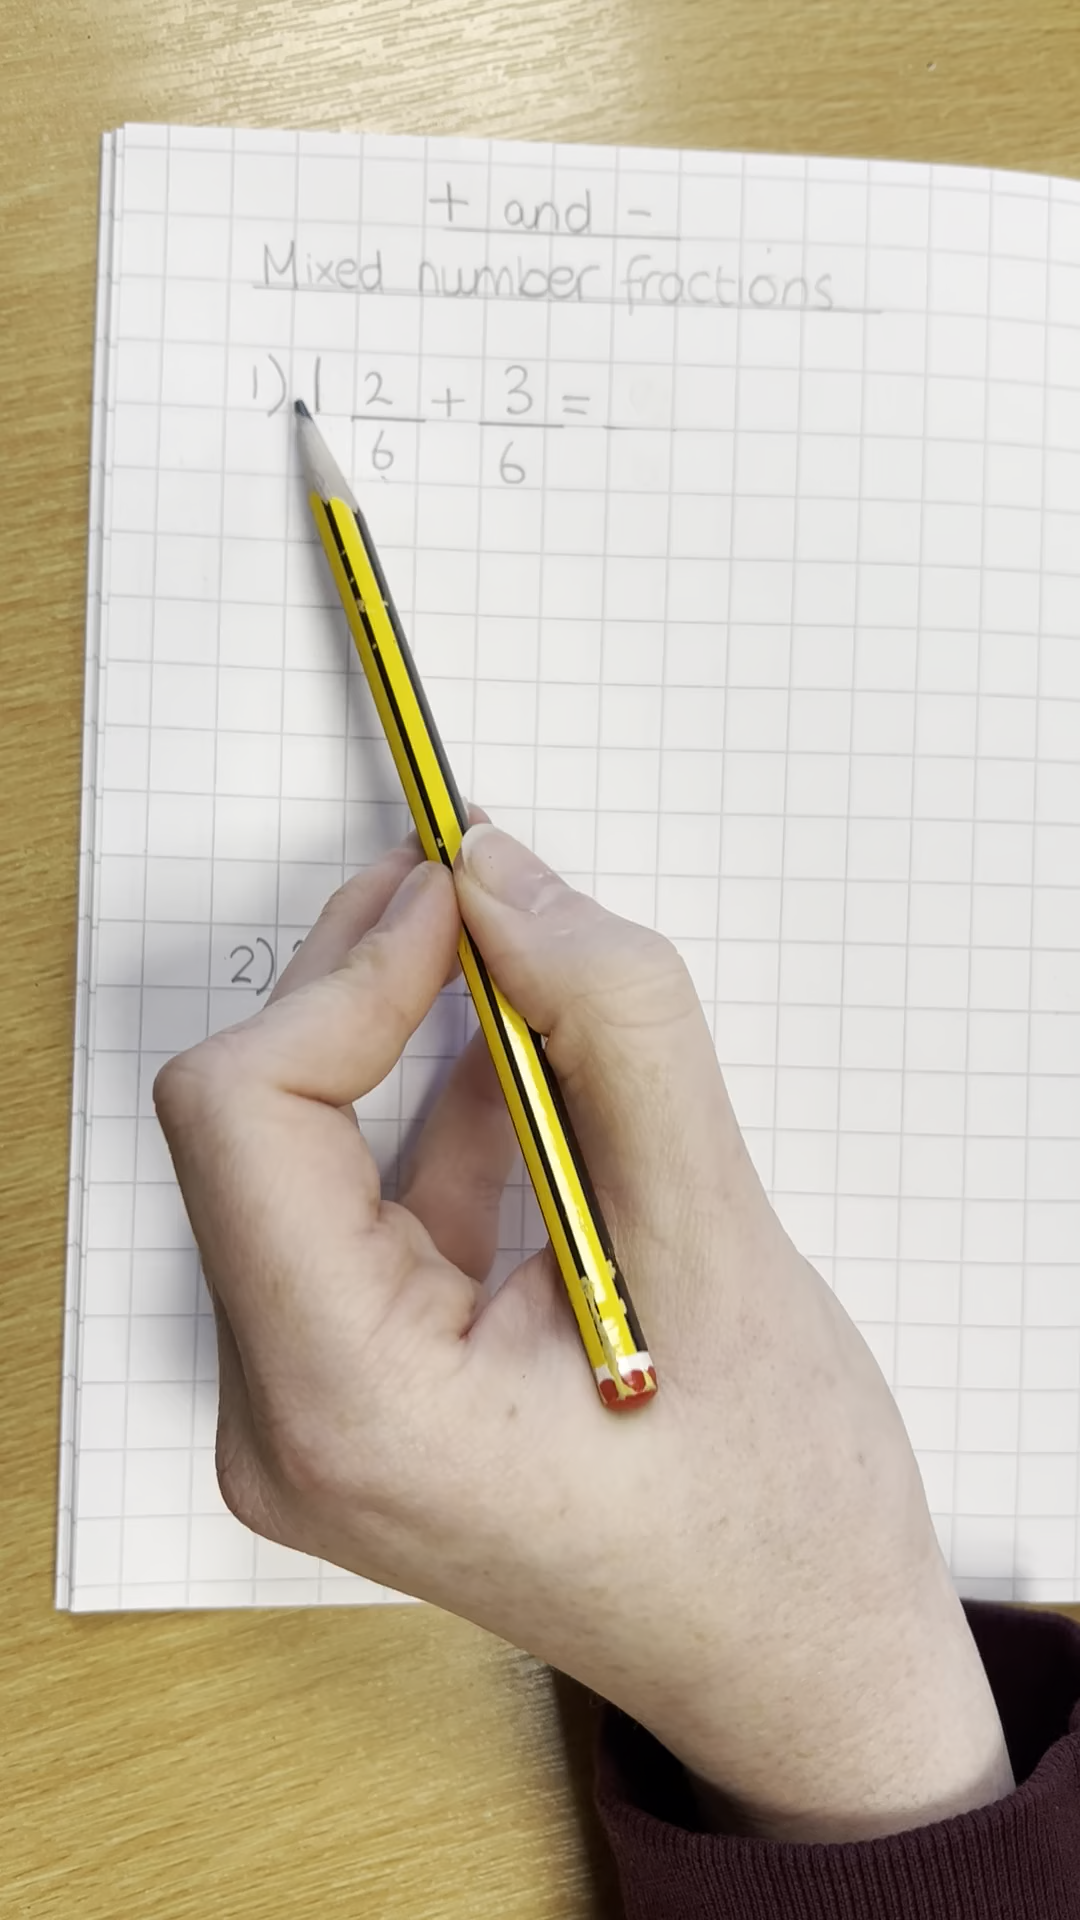 + and -
Mixed number fractions
1) 1 2/6 + 3/6 =
2)